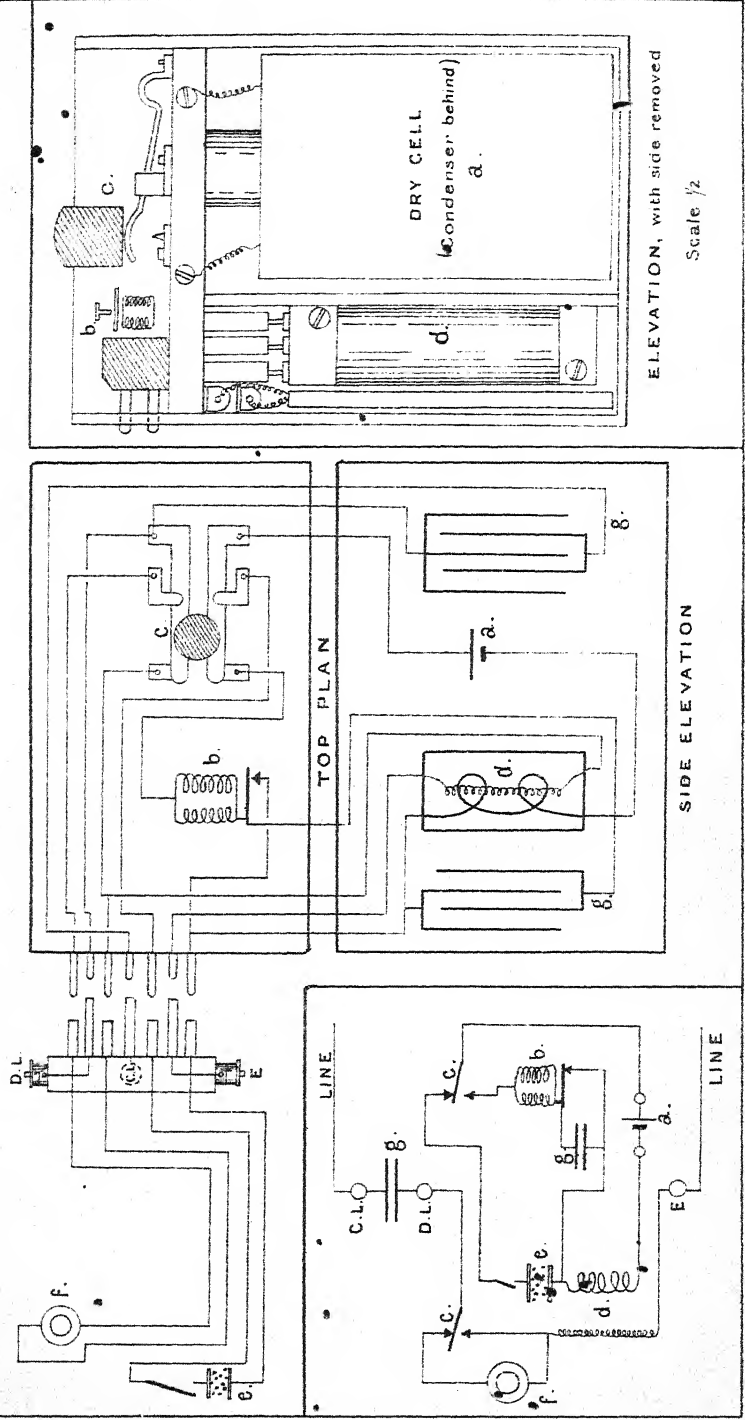 c.
b.
DRY CELL
(Condenser behind)
a.
d.
ELEVATION, with side removed
Scale 1/2
c.
b.
TOP PLAN
g.
a.
d.
g.
SIDE ELEVATION
D.L.
C.L.
E
f.
e.
LINE
C.L.
g.
D.L.
c.
c.
b.
g.
e.
a.
d.
f.
E
LINE